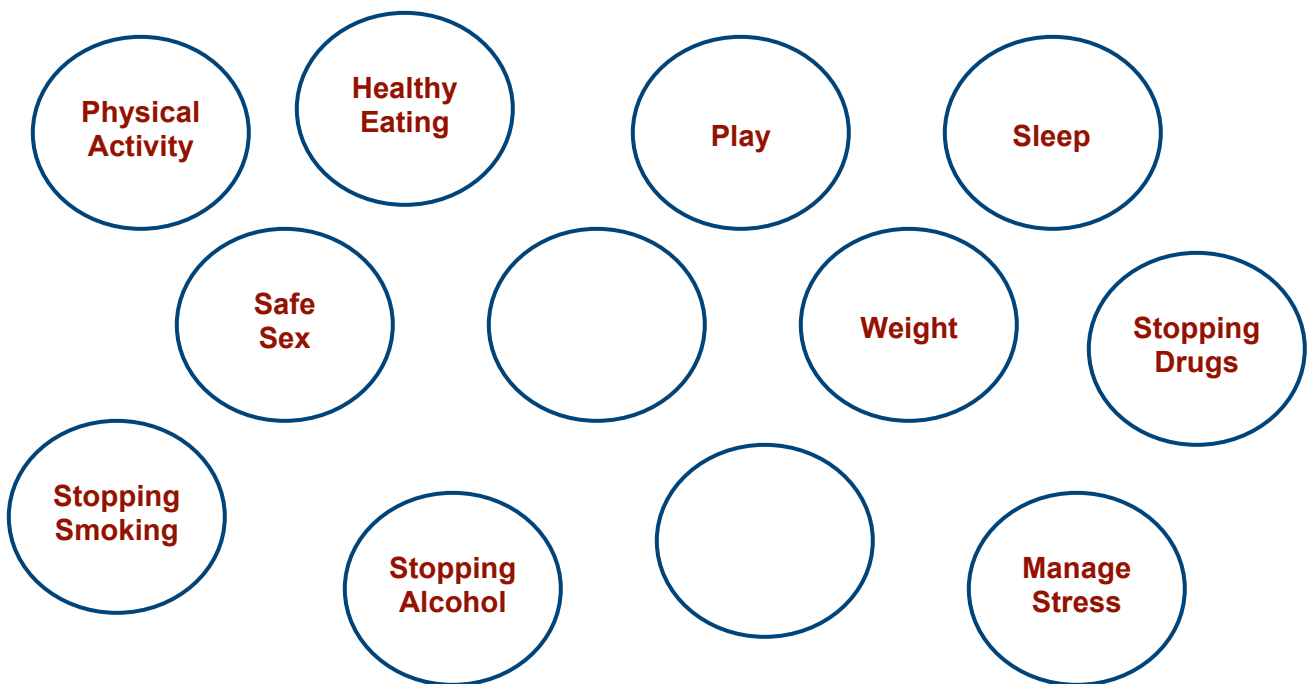 Physical
Activity
Healthy
Eating
Play
Sleep
Safe
Sex
Weight
Stopping
Drugs
Stopping
Smoking
Stopping
Alcohol
Manage
Stress